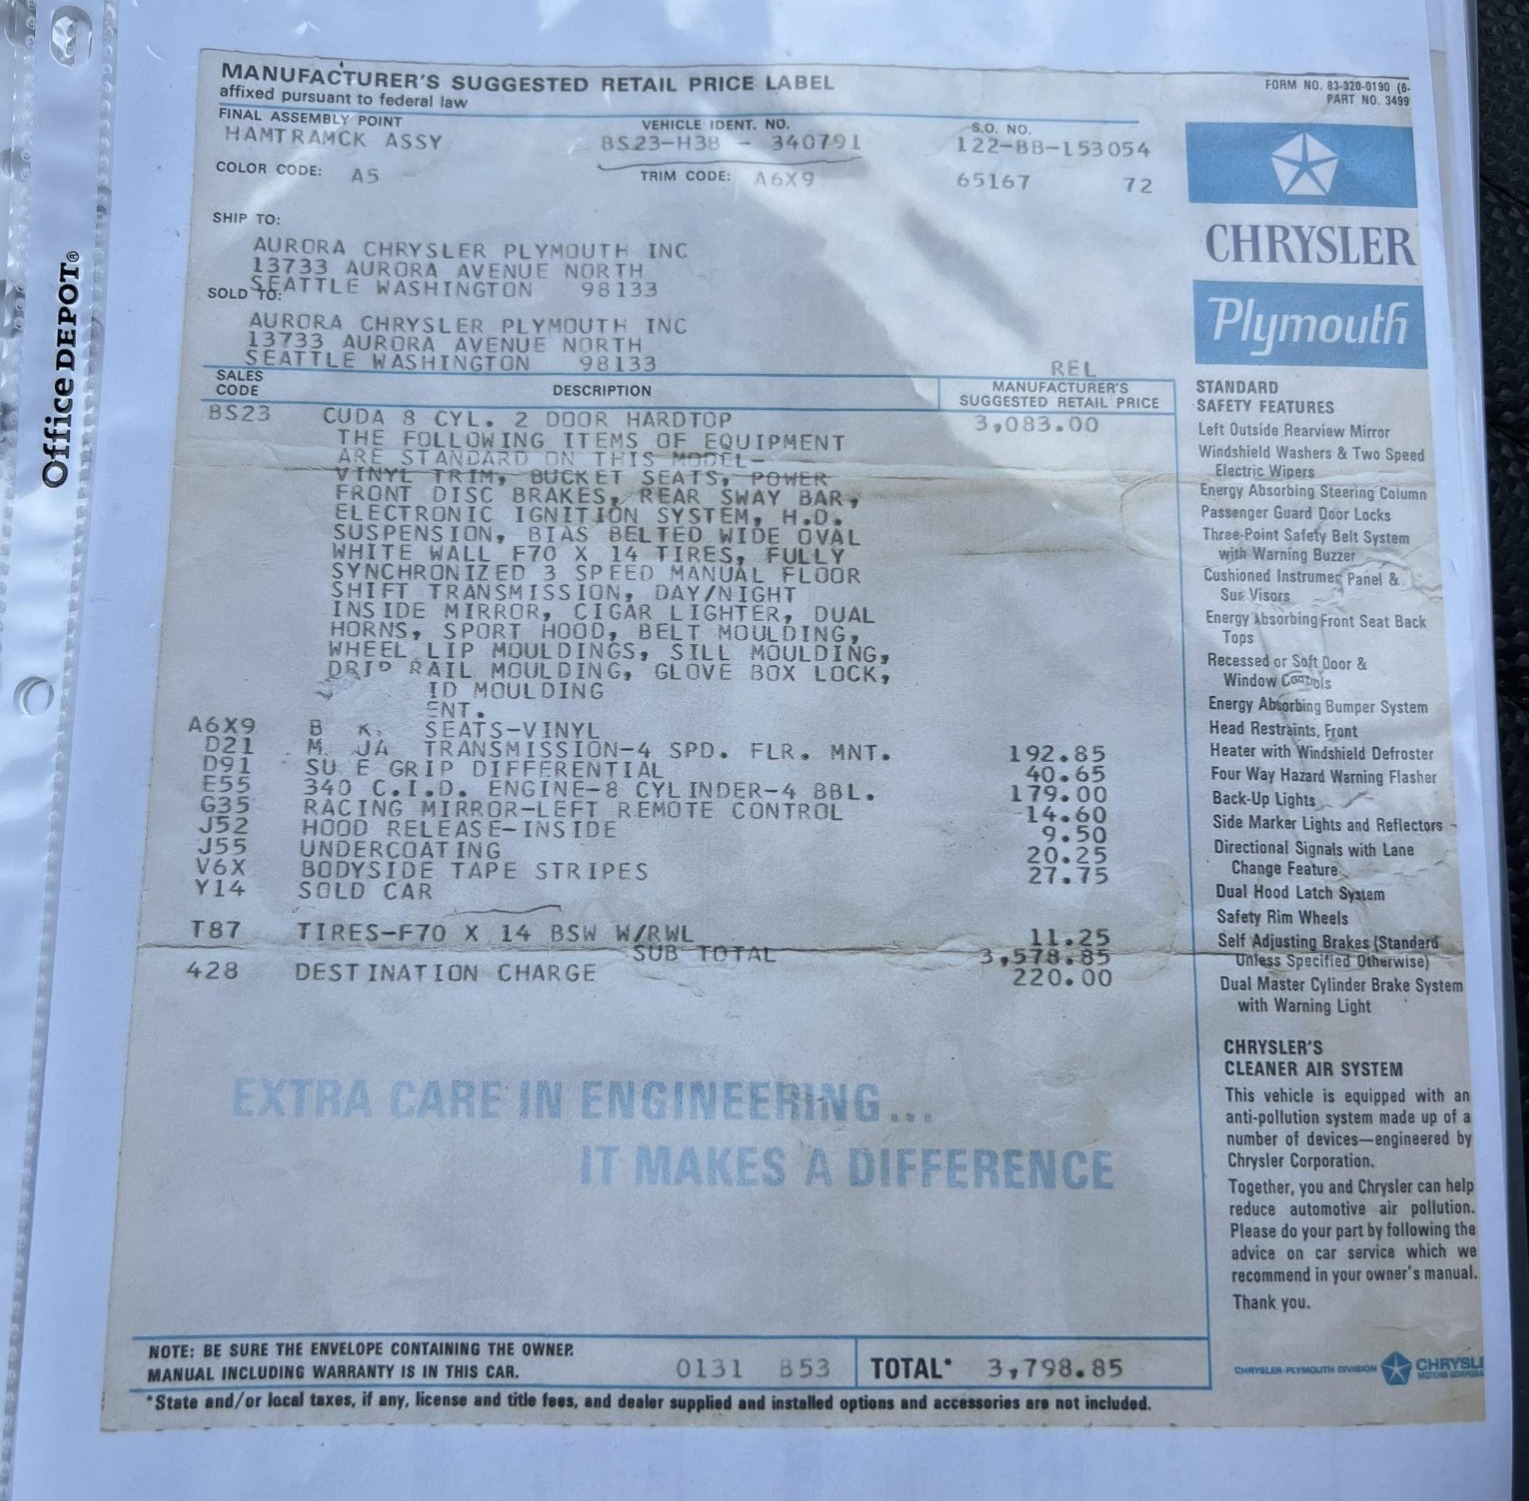 MANUFACTURER'S SUGGESTED RETAIL PRICE LABEL
affixed pursuant to federal law
FORM NO. 83-320-0190 (6-
PART NO. 3499
FINAL ASSEMBLY POINT
HAMTRAMCK ASSY
VEHICLE IDENT. NO.
BS23-H3B - 340791
S.O. NO.
122-BB-153054
COLOR CODE: A5
TRIM CODE: A6X9
65167 72
SHIP TO:
AURORA CHRYSLER PLYMOUTH INC
13733 AURORA AVENUE NORTH
SEATTLE WASHINGTON 98133
SOLD TO:
AURORA CHRYSLER PLYMOUTH INC
13733 AURORA AVENUE NORTH
SEATTLE WASHINGTON 98133
REL
SALES CODE DESCRIPTION MANUFACTURER'S SUGGESTED RETAIL PRICE
BS23 CUDA 8 CYL. 2 DOOR HARDTOP 3,083.00
THE FOLLOWING ITEMS OF EQUIPMENT
ARE STANDARD ON THIS MODEL-
VINYL TRIM, BUCKET SEATS, POWER
FRONT DISC BRAKES, REAR SWAY BAR,
ELECTRONIC IGNITION SYSTEM, H.D.
SUSPENSION, BIAS BELTED WIDE OVAL
WHITE WALL F70 X 14 TIRES, FULLY
SYNCHRONIZED 3 SPEED MANUAL FLOOR
SHIFT TRANSMISSION, DAY/NIGHT
INSIDE MIRROR, CIGAR LIGHTER, DUAL
HORNS, SPORT HOOD, BELT MOULDING,
WHEEL LIP MOULDINGS, SILL MOULDING,
DRIP RAIL MOULDING, GLOVE BOX LOCK,
MOULDING
A6X9 SEATS-VINYL
D21 TRANSMISSION-4 SPD. FLR. MNT. 192.85
D91 GRIP DIFFERENTIAL 40.65
E55 340 C.I.D. ENGINE-8 CYLINDER-4 BBL. 179.00
G35 RACING MIRROR-LEFT REMOTE CONTROL 14.60
J52 HOOD RELEASE-INSIDE 9.50
J55 UNDERCOATING 20.25
V6X BODYSIDE TAPE STRIPES 27.75
Y14 SOLD CAR
T87 TIRES-F70 X 14 BSW W/RWL 11.25
SUB TOTAL 3,578.85
428 DESTINATION CHARGE 220.00
EXTRA CARE IN ENGINEERING...
IT MAKES A DIFFERENCE
NOTE: BE SURE THE ENVELOPE CONTAINING THE OWNER
MANUAL INCLUDING WARRANTY IS IN THIS CAR.
0131 B53
TOTAL* 3,798.85
*State and/or local taxes, if any, license and title fees, and dealer supplied and installed options and accessories are not included.
CHRYSLER
Plymouth
STANDARD
SAFETY FEATURES
Left Outside Rearview Mirror
Windshield Washers & Two Speed
Electric Wipers
Energy Absorbing Steering Column
Passenger Guard Door Locks
Three-Point Safety Belt System
with Warning Buzzer
Cushioned Instrument Panel &
Sun Visors
Energy Absorbing Front Seat Back
Tops
Recessed or Soft Door &
Window Controls
Energy Absorbing Bumper System
Head Restraints, Front
Heater with Windshield Defroster
Four Way Hazard Warning Flasher
Back-Up Lights
Side Marker Lights and Reflectors
Directional Signals with Lane
Change Feature
Dual Hood Latch System
Safety Rim Wheels
Self Adjusting Brakes (Standard
Unless Specified Otherwise)
Dual Master Cylinder Brake System
with Warning Light
CHRYSLER'S
CLEANER AIR SYSTEM
This vehicle is equipped with an
anti-pollution system made up of a
number of devices—engineered by
Chrysler Corporation.
Together, you and Chrysler can help
reduce automotive air pollution.
Please do your part by following the
advice on car service which we
recommend in your owner's manual.
Thank you.
CHRYSLER-PLYMOUTH DIVISION
CHRYSL
Office DEPOT®